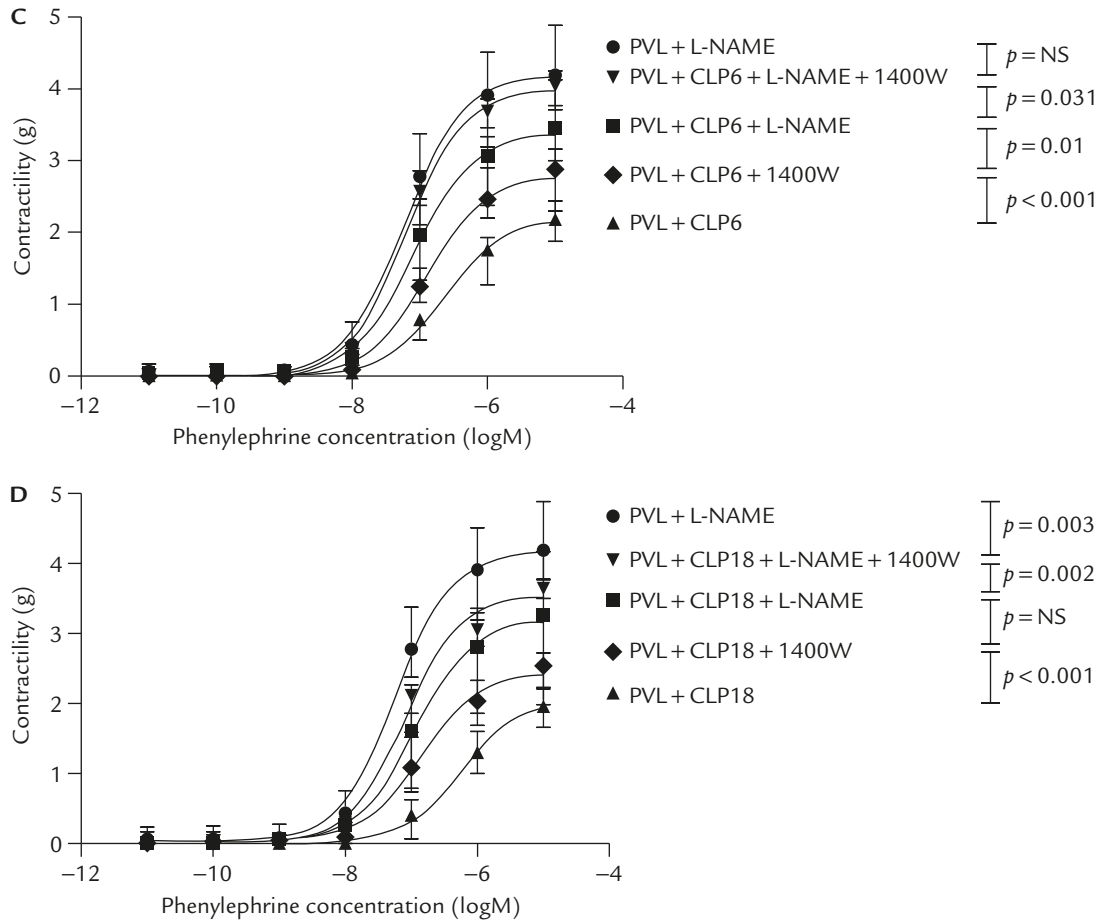 C
5
4
3
2
1
0
Contractility (g)
−12
−10
−8
−6
−4
Phenylephrine concentration (logM)
PVL + L-NAME
PVL + CLP6 + L-NAME + 1400W
PVL + CLP6 + L-NAME
PVL + CLP6 + 1400W
PVL + CLP6
p = NS
p = 0.031
p = 0.01
p < 0.001
D
5
4
3
2
1
0
Contractility (g)
−12
−10
−8
−6
−4
Phenylephrine concentration (logM)
PVL + L-NAME
PVL + CLP18 + L-NAME + 1400W
PVL + CLP18 + L-NAME
PVL + CLP18 + 1400W
PVL + CLP18
p = 0.003
p = 0.002
p = NS
p < 0.001